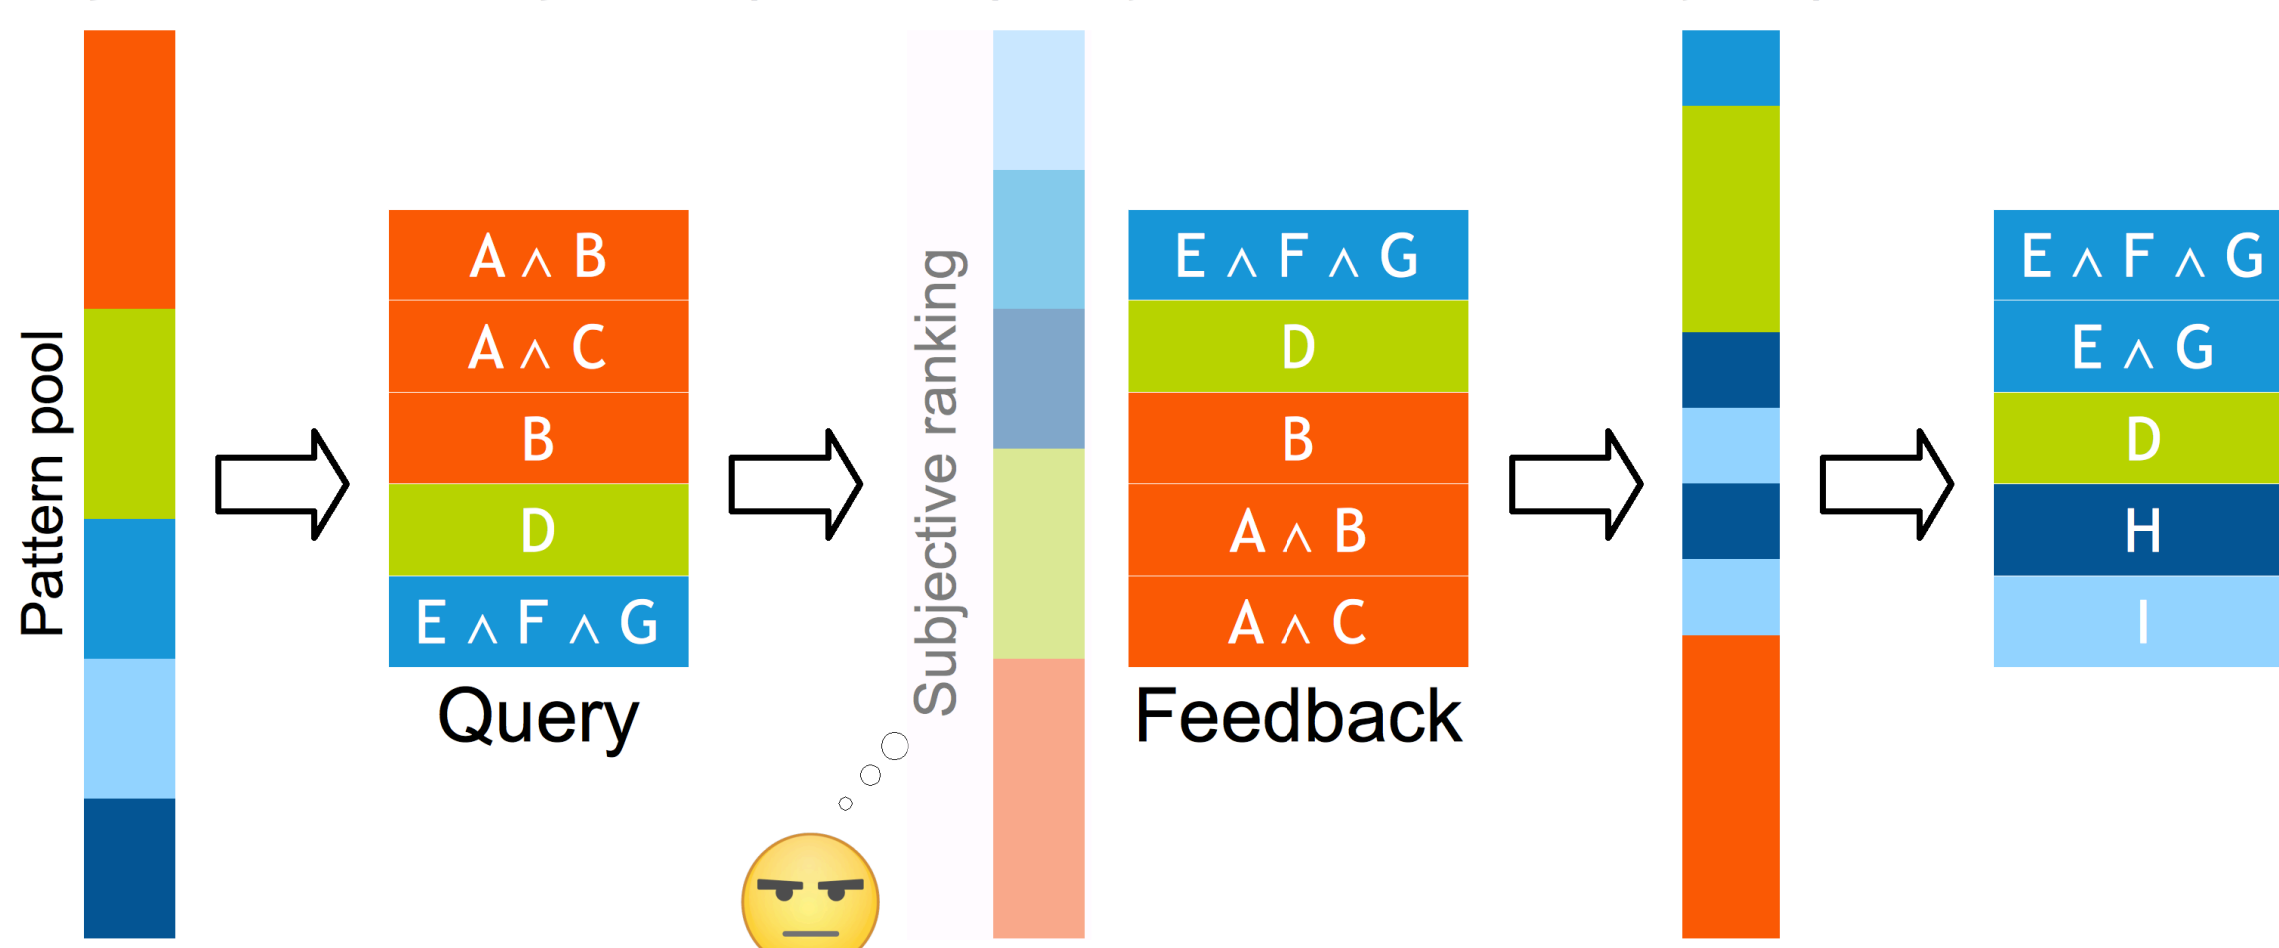 Pattern pool
A ∧ B
A ∧ C
B
D
E ∧ F ∧ G
Query
Subjective ranking
E ∧ F ∧ G
D
B
A ∧ B
A ∧ C
Feedback
E ∧ F ∧ G
E ∧ G
D
H
I